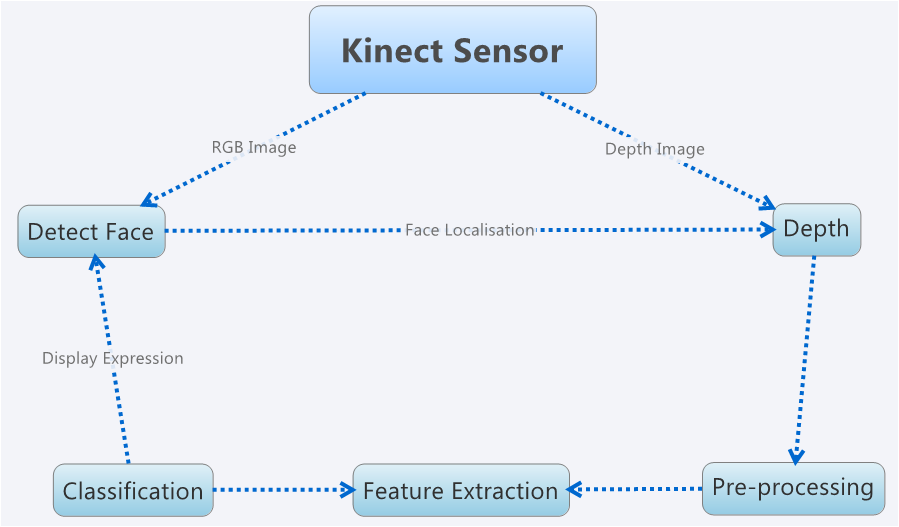 Kinect Sensor
RGB Image
Depth Image
Detect Face
Face Localisation
Depth
Display Expression
Classification
Feature Extraction
Pre-processing